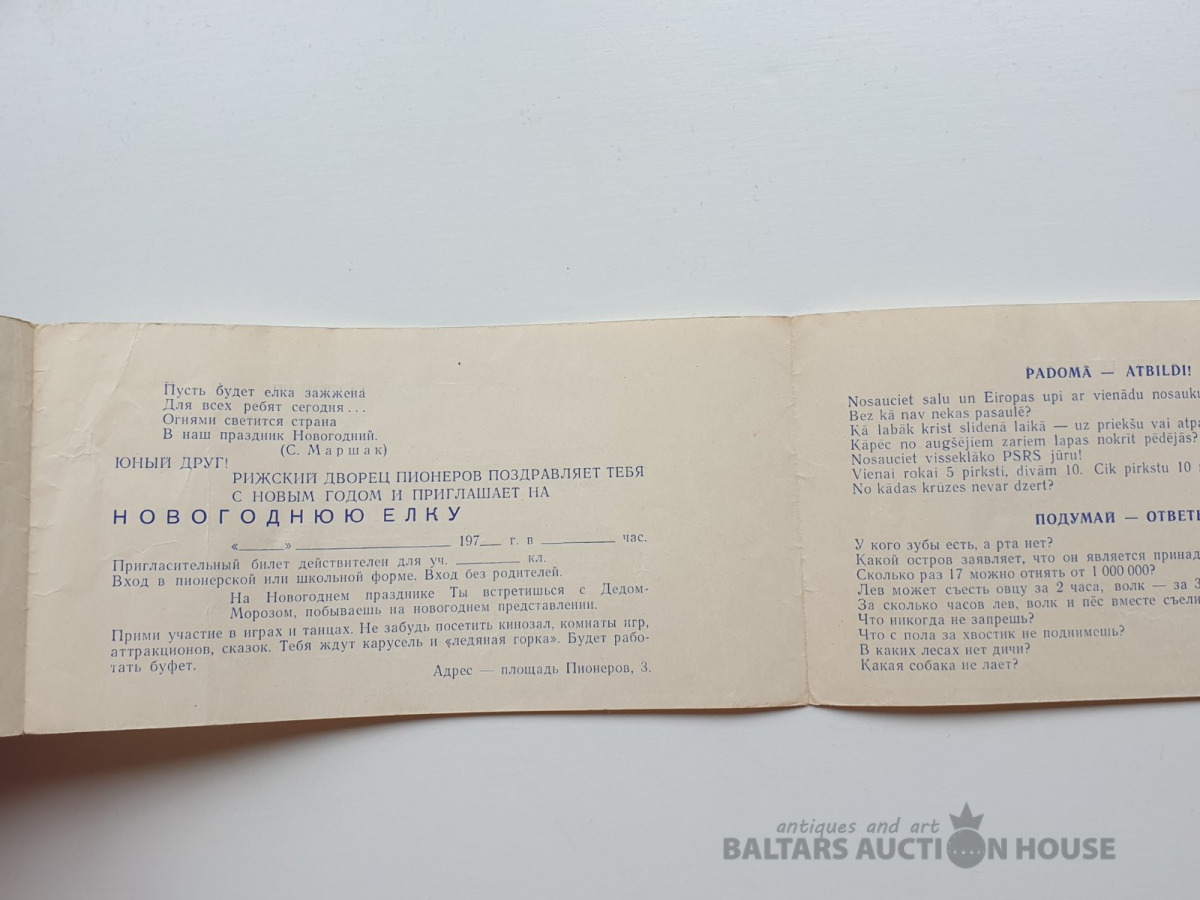 Пусть будет елка зажжена
Для всех ребят сегодня...
Огнями светится страна
В наш праздник Новогодний.
(С. Маршак)
ЮНЫЙ ДРУГ!
РИЖСКИЙ ДВОРЕЦ ПИОНЕРОВ ПОЗДРАВЛЯЕТ ТЕБЯ
С НОВЫМ ГОДОМ И ПРИГЛАШАЕТ НА
НОВОГОДНЮЮ ЕЛКУ
«______» ____________________ 197___ г. в __________ час.
Пригласительный билет действителен для уч. _________ кл.
Вход в пионерской или школьной форме. Вход без родителей.
На Новогоднем празднике Ты встретишься с Дедом-
Морозом, побываешь на новогоднем представлении.
Прими участие в играх и танцах. Не забудь посетить кинозал, комнаты игр,
аттракционов, сказок. Тебя ждут карусель и «ледяная горка». Будет рабо-
тать буфет.
Адрес — площадь Пионеров, 3.
PADOMĀ — ATBILDI!
Nosauciet salu un Eiropas upi ar vienādu
Bez kā nav nekas pasaulē?
Kā labāk krist slidenā laikā — uz priekšu vai
Kāpēc no augšējiem zariem lapas nokrīt pēdējās?
Nosauciet visseklāko PSRS jūru!
Vienai rokai 5 pirksti, divām 10. Cik pirkstu 10
No kādas krūzes nevar dzert?
ПОДУМАЙ —
У кого зубы есть, а рта нет?
Какой остров заявляет, что он является
Сколько раз 17 можно отнять от 1 000 000?
Лев может съесть овцу за 2 часа, волк — за 3
За сколько часов лев, волк и пёс вместе
Что никогда не запрешь?
Что с пола за хвостик не поднимешь?
В каких лесах нет дичи?
Какая собака не лает?
antiques and art
BALTARS AUCTION HOUSE